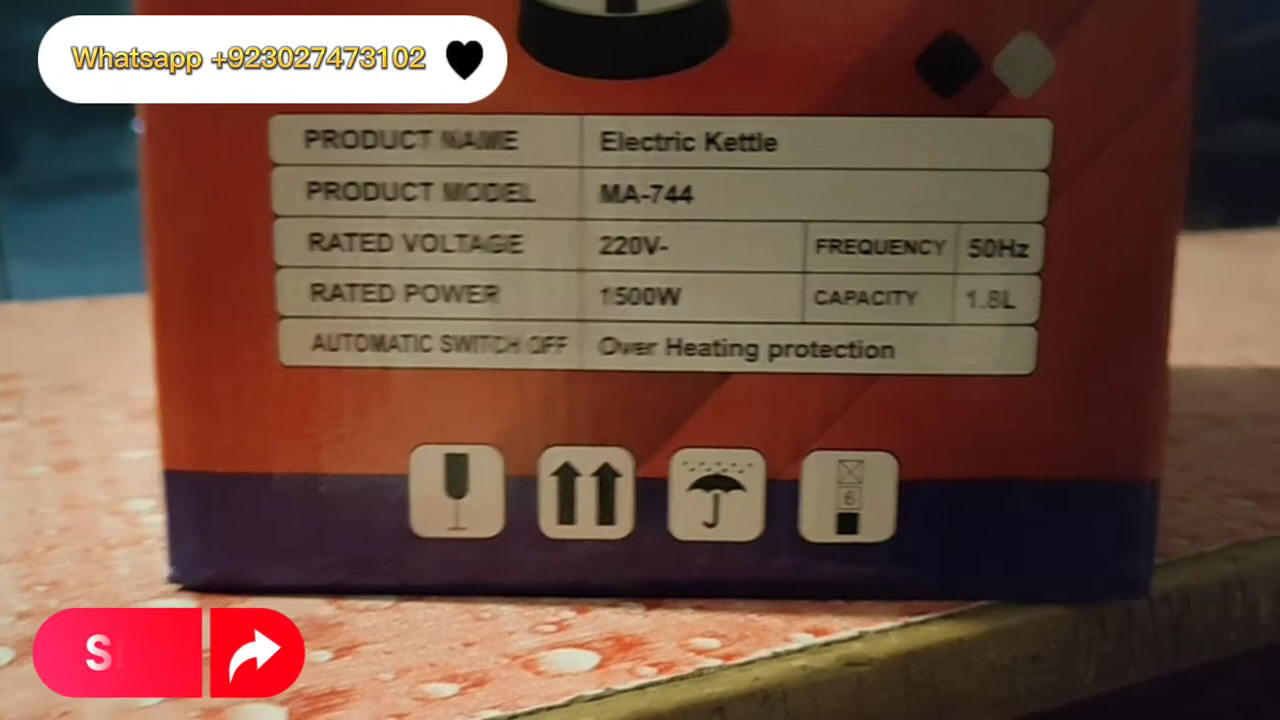 Whatsapp +923027473102
PRODUCT NAME Electric Kettle
PRODUCT MODEL MA-744
RATED VOLTAGE 220V- FREQUENCY 50Hz
RATED POWER 1500W CAPACITY 1.8L
AUTOMATIC SWITCH OFF Over Heating protection
6
S